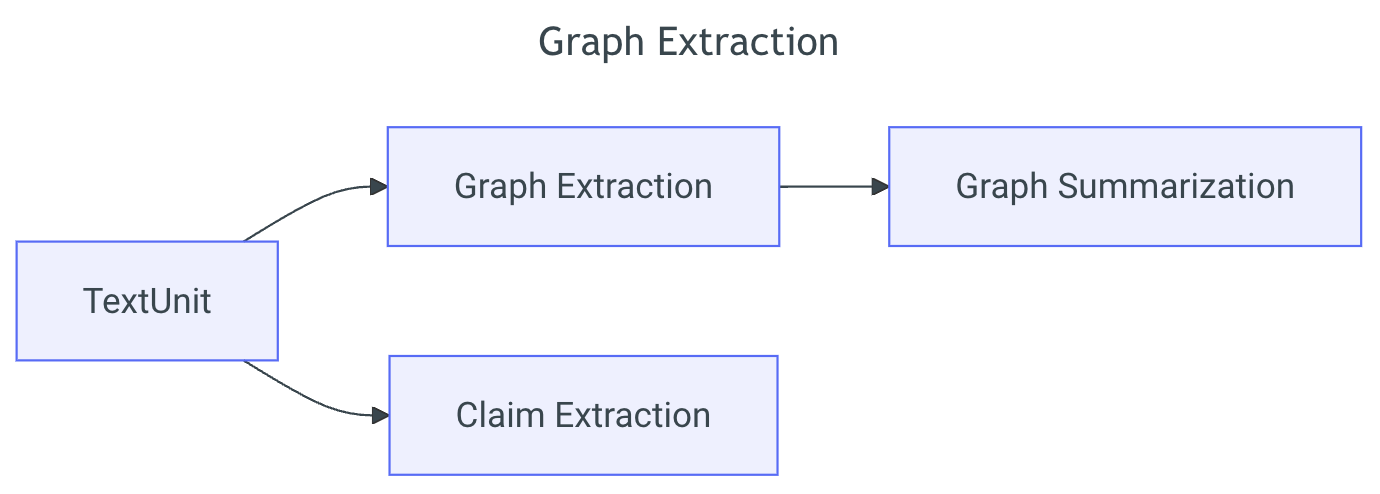 Graph Extraction
Graph Extraction
Graph Summarization
TextUnit
Claim Extraction